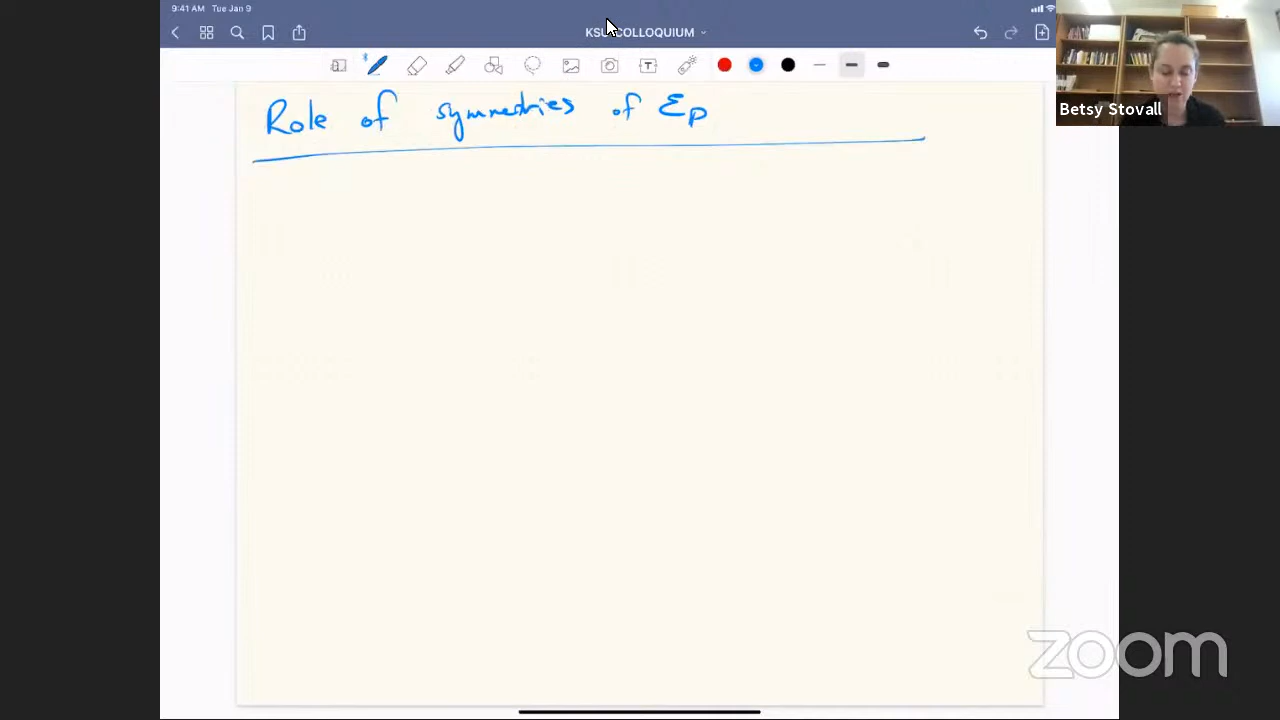 9:41 AM Tue Jan 9
KSU COLLOQUIUM
Betsy Stovall
Role of symmetries of ℰₚ
zoom